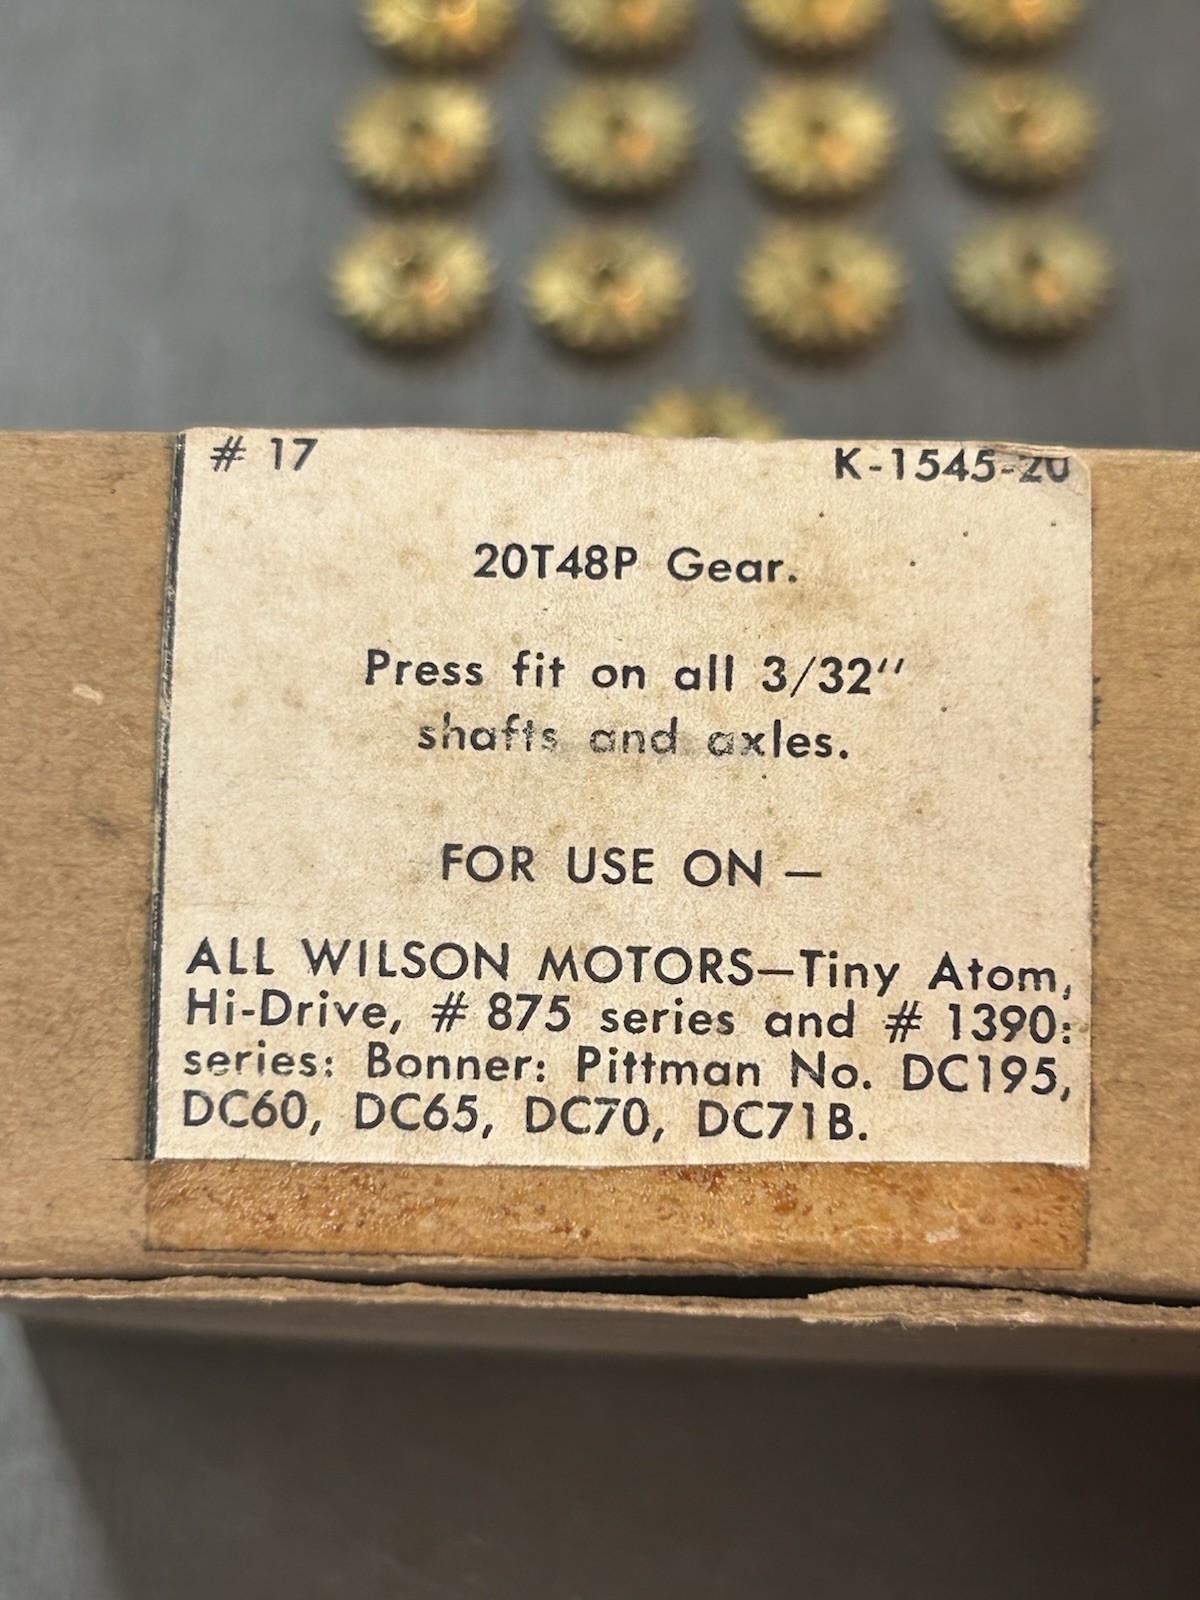 # 17 K-1545-20
20T48P Gear.
Press fit on all 3/32"
shafts and axles.
FOR USE ON –
ALL WILSON MOTORS—Tiny Atom,
Hi-Drive, # 875 series and # 1390:
series: Bonner: Pittman No. DC195,
DC60, DC65, DC70, DC71B.